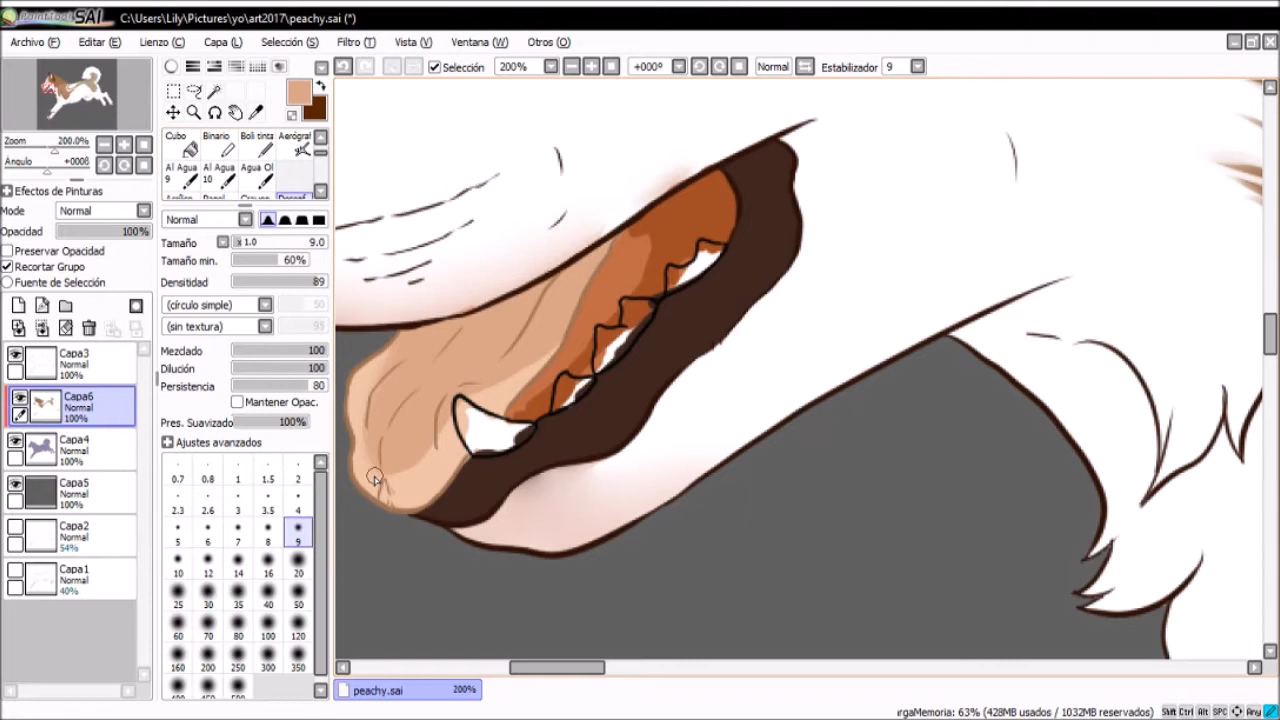 PaintTool SAI C:\Users\Lily\Pictures\yo\art2017\peachy.sai (*)
Archivo (F) Editar (E) Lienzo (C) Capa (L) Selección (S) Filtro (T) Vista (V) Ventana (W) Otros (O)
Selección 200% +000º Normal Estabilizador 9
Zoom 200.0%
Ángulo
Efectos de Pinturas
Modo Normal
Opacidad 100%
Preservar Opacidad
Recortar Grupo
Fuente de Selección
Capa3
Normal
100%
Capa6
Normal
100%
Capa4
Normal
100%
Capa5
Normal
100%
Capa2
Normal
54%
Capa1
Normal
40%
Cubo Binario Boli tinta Aerógraf
Al Agua 9 Al Agua 10 Agua Ol
Normal
Tamaño x 1.0 9.0
Tamaño min. 60%
Densitidad 89
(círculo simple) 50
(sin textura) 95
Mezclado 100
Dilución 100
Persistencia 80
Mantener Opac.
Pres. Suavizado 100%
Ajustes avanzados
0.7 0.8 1 1.5 2
2.3 2.6 3 3.5 4
5 6 7 8 9
10 12 14 16 20
25 30 35 40 50
60 70 80 100 120
160 200 250 300 350
peachy.sai 200%
argaMemoria: 63% (428MB usados / 1032MB reservados) Shift Ctrl Alt SPC Any